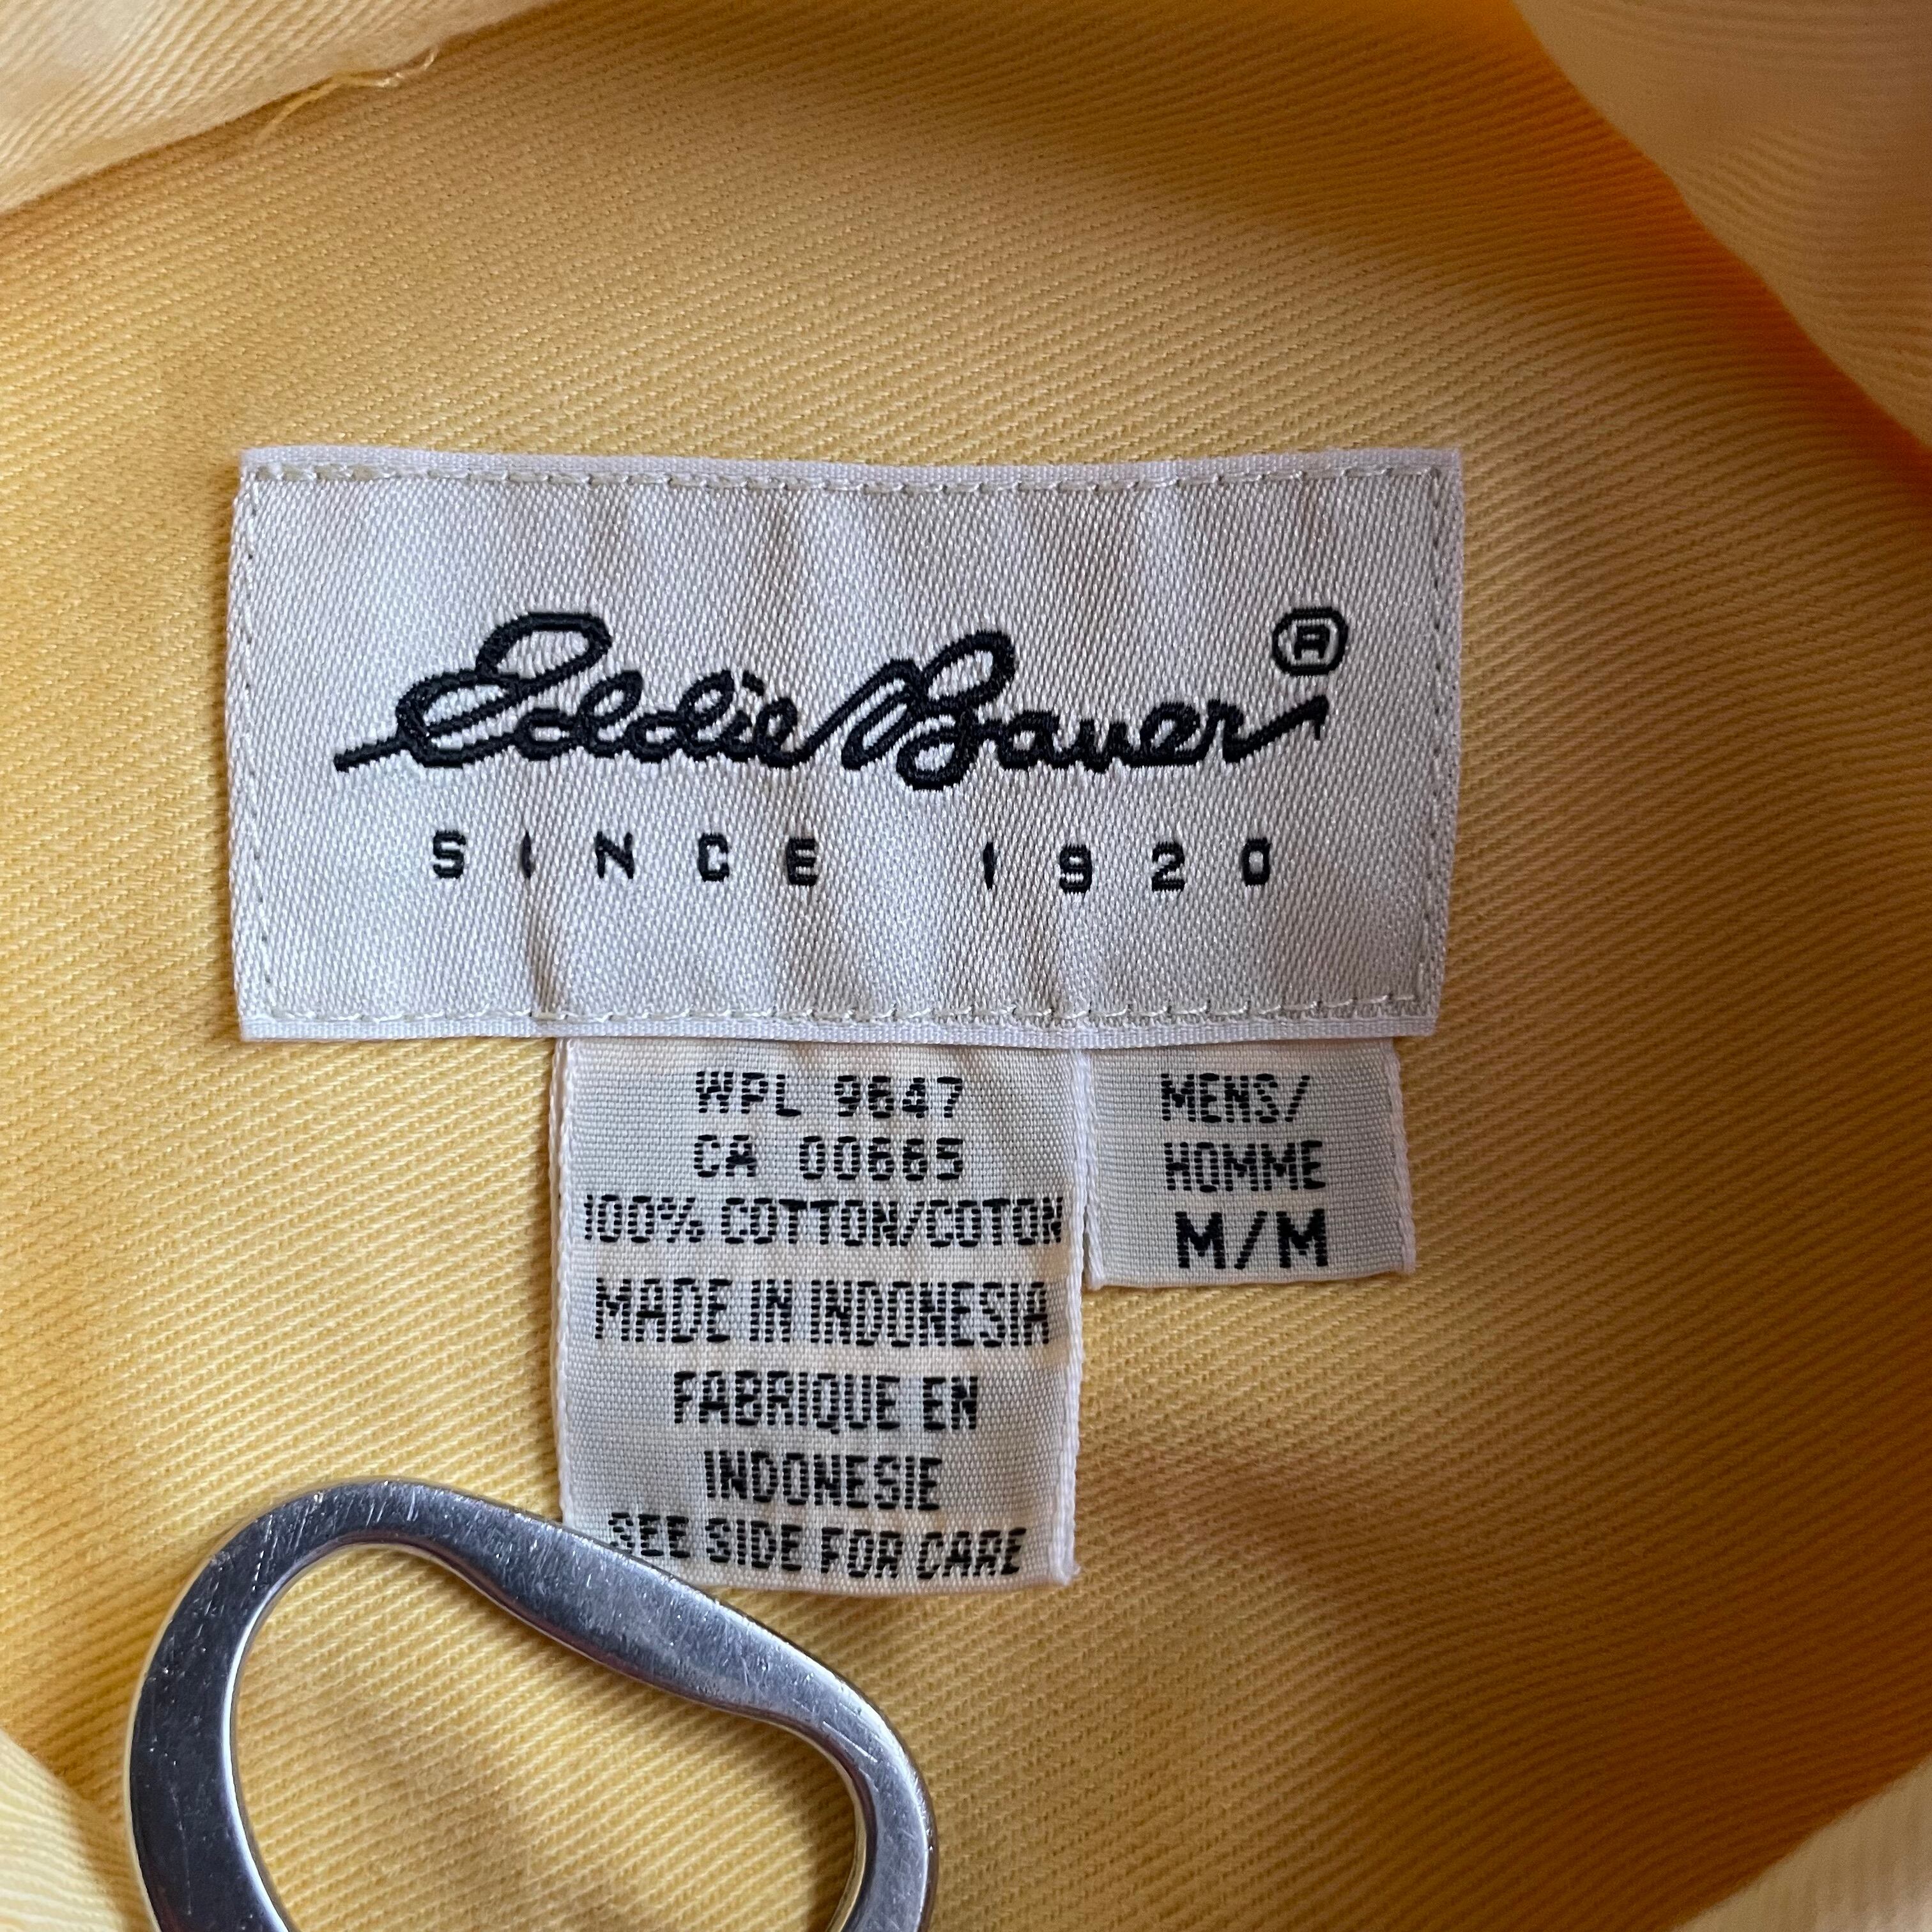 Eddie Bauer ®
SINCE 1920
WPL 9647
CA 00665
100% COTTON/COTON
MADE IN INDONESIA
FABRIQUE EN
INDONESIE
SEE SIDE FOR CARE
MENS/
HOMME
M/M